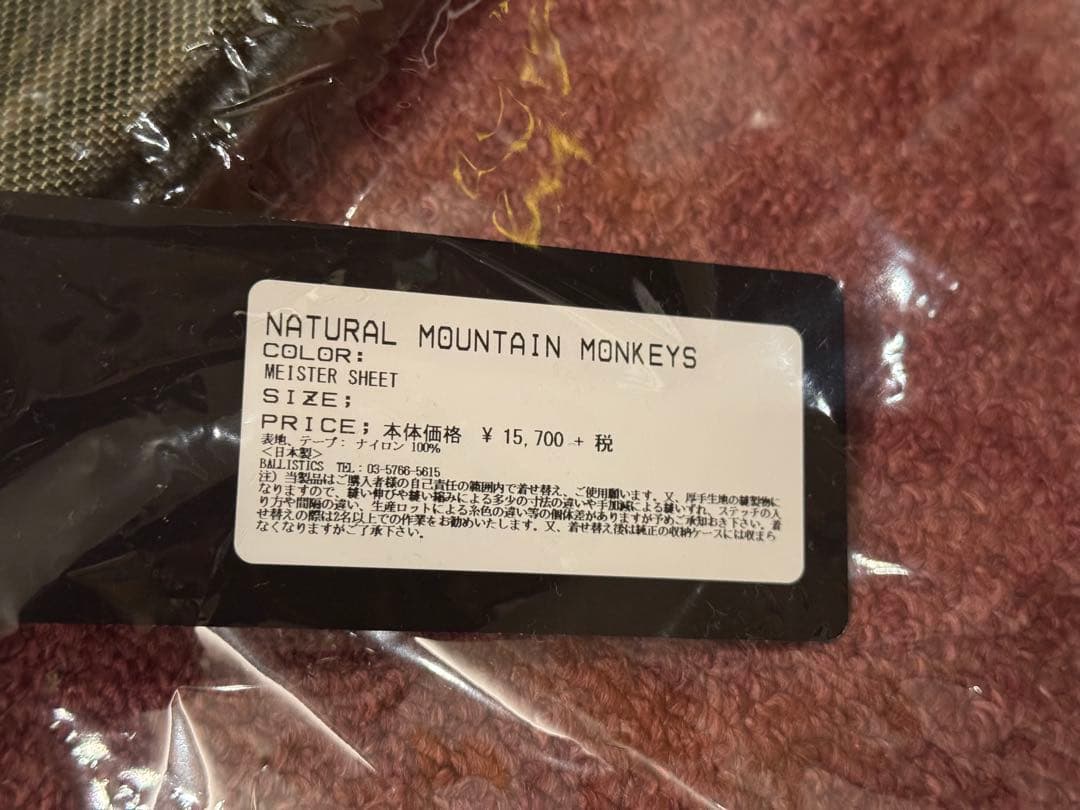 NATURAL MOUNTAIN MONKEYS
COLOR:
MEISTER SHEET
SIZE;
PRICE; 本体価格 ¥ 15,700 + 税
表地、テープ: ナイロン 100%
<日本製>
BALLISTICS TEL:03-5766-5615
注) 当製品はご購入者様の自己責任の範囲内で着せ替え、ご使用願います。又、厚手生地の縫製物に
なりますので、縫い伸びや縫い縮みによる多少の寸法の違いや手加減による縫いずれ、ステッチの入
り方や間隔の違い、生産ロットによる糸色の違い等の個体差がありますが予めご承知おき下さい。着
せ替えの際は2名以上での作業をお勧めいたします。又、着せ替え後は純正の収納ケースには収まら
なくなりますがご了承下さい。